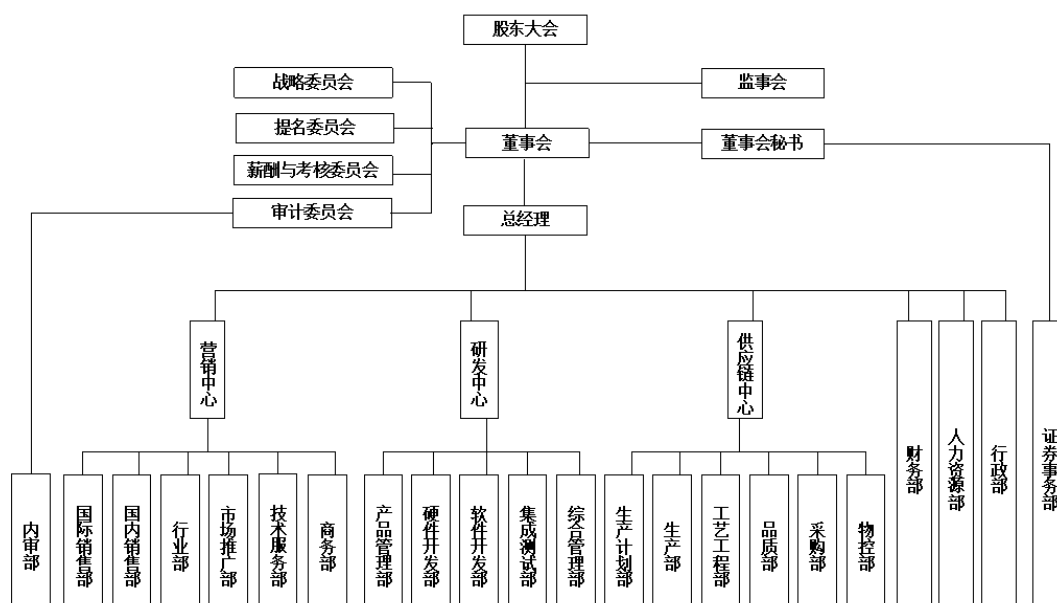 股东大会
战略委员会
监事会
提名委员会
董事会
董事会秘书
薪酬与考核委员会
审计委员会
总经理
营销中心
研发中心
供应链中心
财务部
人力资源部
行政部
证券事务部
内审部
国际销售部
国内销售部
行业部
市场推广部
技术服务部
商务部
产品管理部
硬件开发部
软件开发部
集成测试部
综合管理部
生产计划部
生产部
工艺工程部
品质部
采购部
物控部